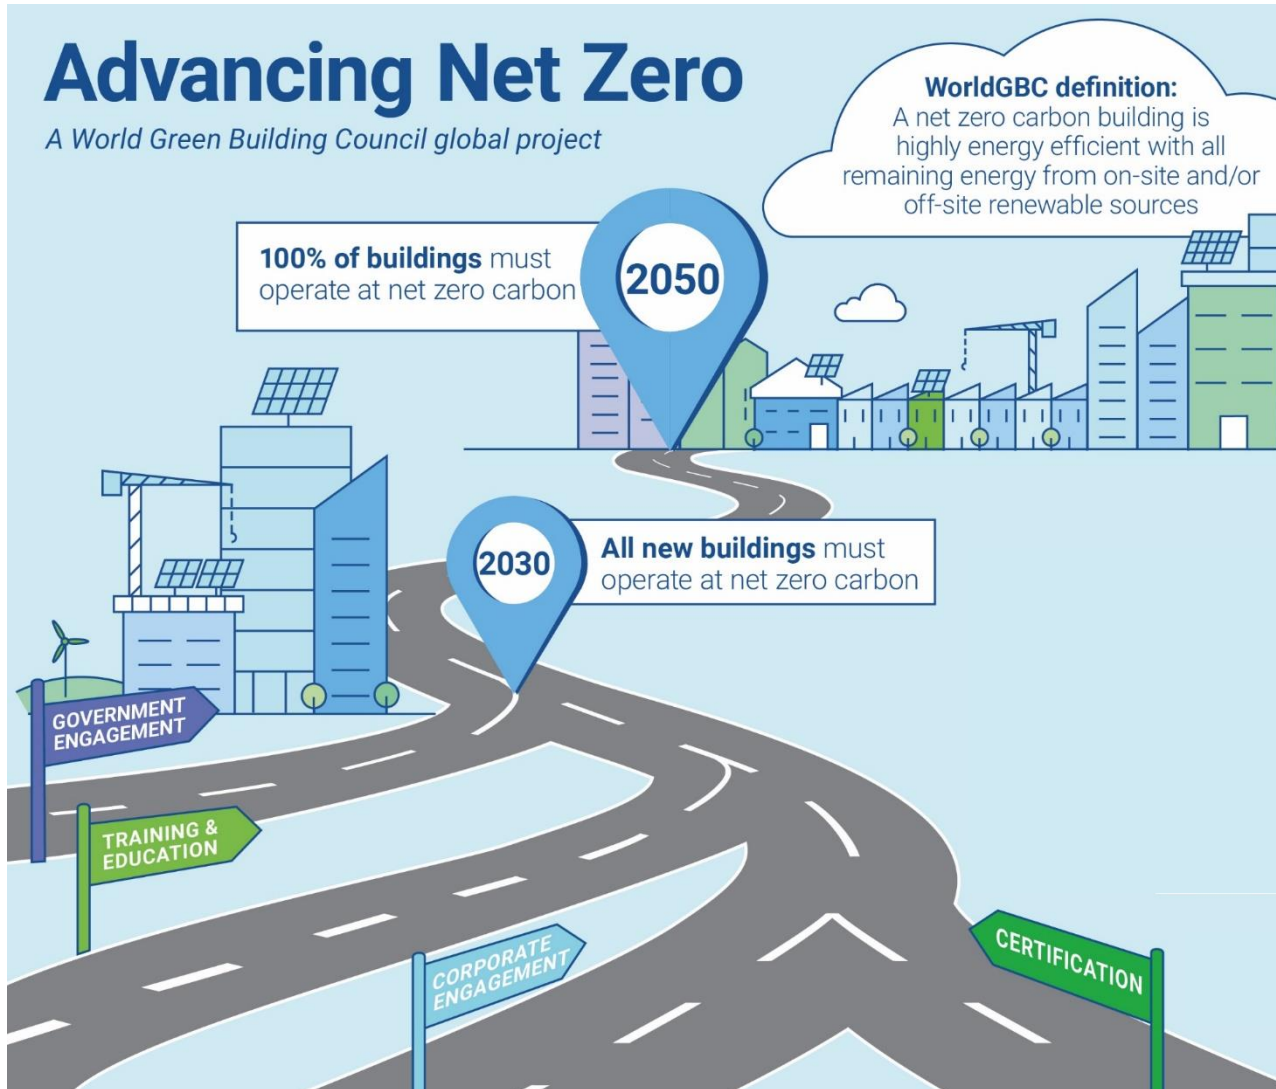 Advancing Net Zero
A World Green Building Council global project
WorldGBC definition:
A net zero carbon building is
highly energy efficient with all
remaining energy from on-site and/or
off-site renewable sources
100% of buildings must
operate at net zero carbon
2050
2030
All new buildings must
operate at net zero carbon
GOVERNMENT
ENGAGEMENT
TRAINING &
EDUCATION
CORPORATE
ENGAGEMENT
CERTIFICATION